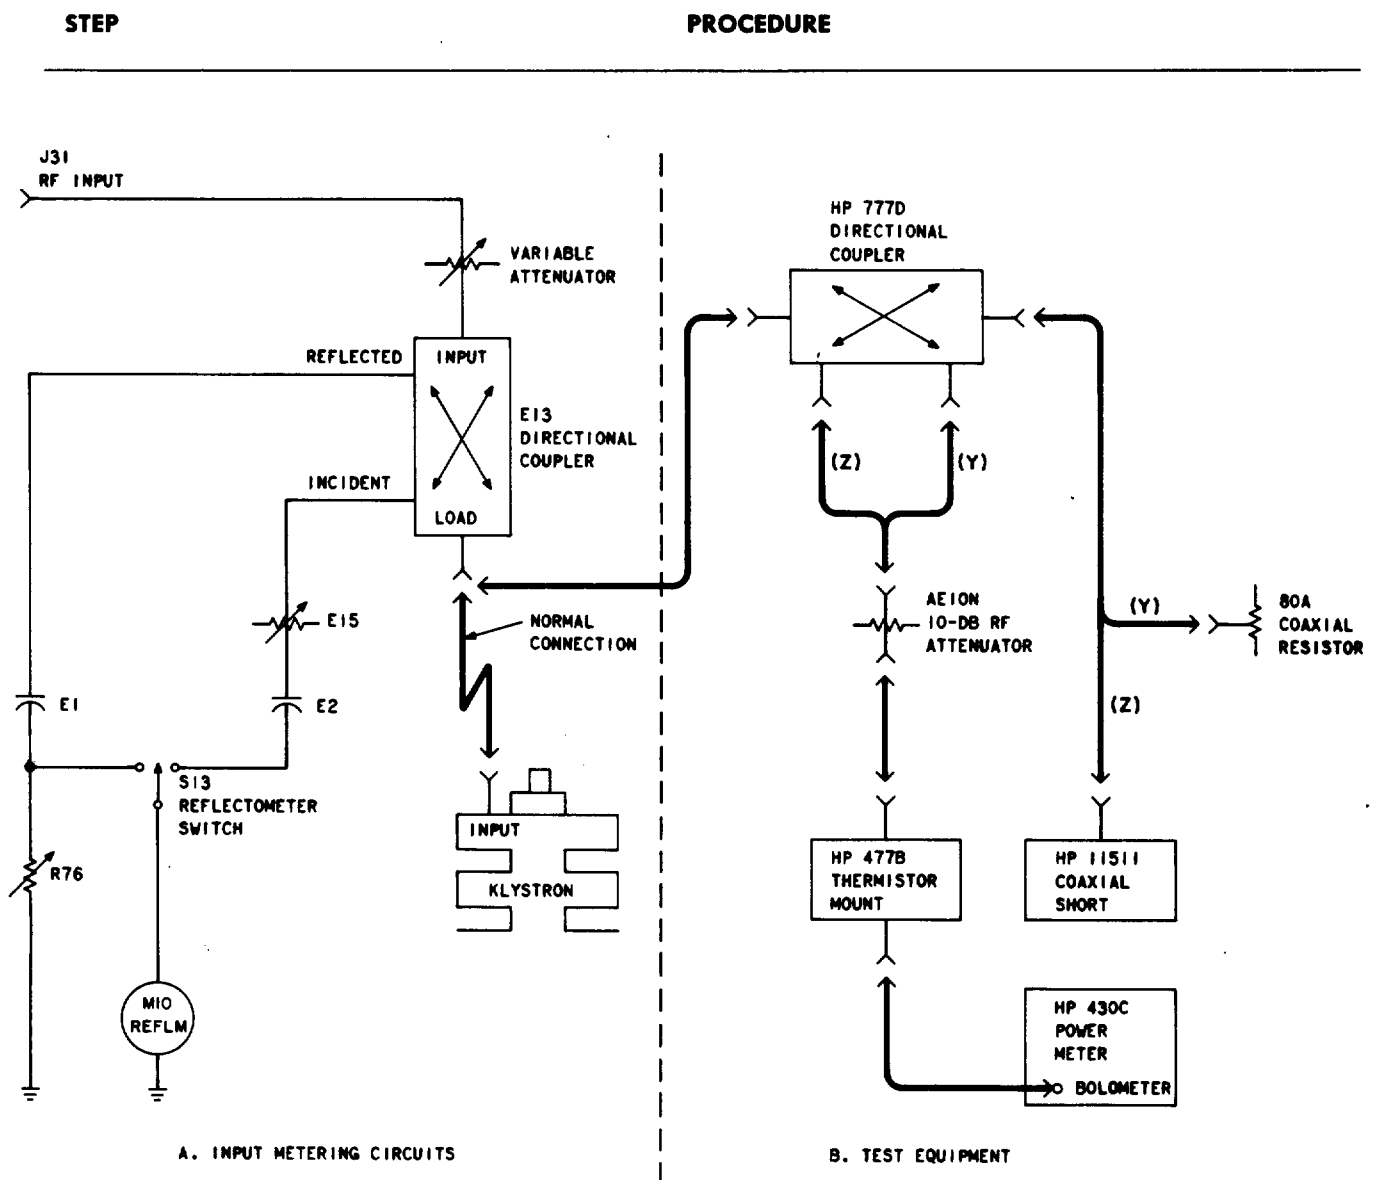 STEP
PROCEDURE
J31
RF INPUT
VARIABLE
ATTENUATOR
REFLECTED
INPUT
E13
DIRECTIONAL
COUPLER
INCIDENT
LOAD
E15
NORMAL
CONNECTION
E1
E2
S13
REFLECTOMETER
SWITCH
R76
INPUT
KLYSTRON
M10
REFLM
A. INPUT METERING CIRCUITS
HP 777D
DIRECTIONAL
COUPLER
(Z)
(Y)
AEION
10-DB RF
ATTENUATOR
(Y)
80A
COAXIAL
RESISTOR
(Z)
HP 477B
THERMISTOR
MOUNT
HP 11511
COAXIAL
SHORT
HP 430C
POWER
METER
BOLOMETER
B. TEST EQUIPMENT